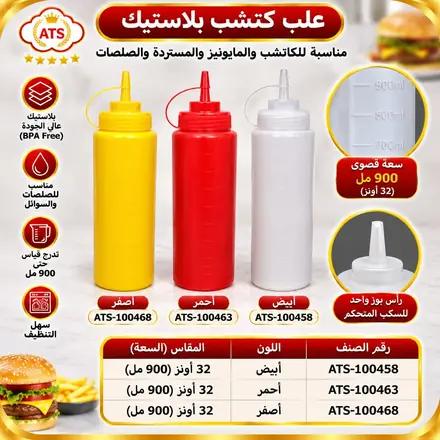 ATS
علب كتشب بلاستيك
مناسبة للكاتشب والمايونيز والمستردة والصلصات
بلاستيك
عالي الجودة
(BPA Free)
مناسب
للصلصات
والسوائل
تدرج قياس
حتى
900 مل
سهل
التنظيف
900ml
800ml
700ml
سعة قصوى
900 مل
(32 أونز)
رأس بوز واحد
للسكب المتحكم
أصفر
ATS-100468
أحمر
ATS-100463
أبيض
ATS-100458
رقم الصنف اللون المقاس (السعة)
ATS-100458 أبيض 32 أونز (900 مل)
ATS-100463 أحمر 32 أونز (900 مل)
ATS-100468 أصفر 32 أونز (900 مل)